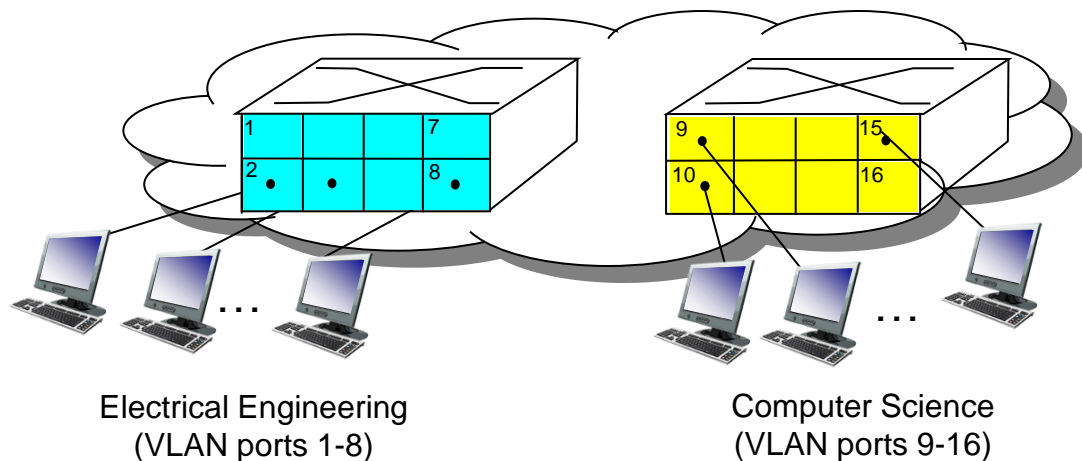 1 7
2 8
9 15
10 16
...
...
Electrical Engineering
(VLAN ports 1-8)
Computer Science
(VLAN ports 9-16)